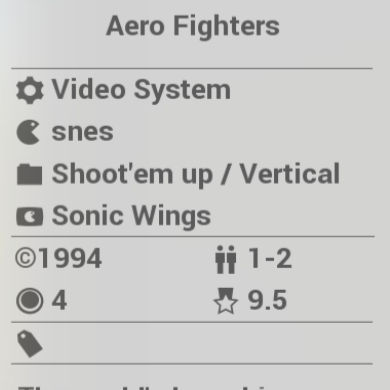 Aero Fighters
Video System
snes
Shoot'em up / Vertical
Sonic Wings
©1994 1-2
4 9.5